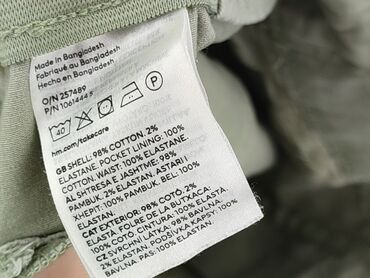 Made in Bangladesh
Fabriqué au Bangladesh
Hecho en Bangladesh
O/N 257489
P/N 1061444
40
P
hm.com/takecare
GB SHELL: 98% COTTON. 2%
ELASTANE. POCKET LINING: 100%
COTTON. WAIST: 100% ELASTANE.
AL SHTRESA E JASHTME: 98%
PAMBUK. 2% ELASTAN. ASTARI I
XHEPIT: 100% PAMBUK. BEL: 100%
ELASTAN.
CAT EXTERIOR: 98% COTÓ. 2%
ELASTÀ. FOLRE DE LA BUTXACA:
100% COTÓ. CINTURA: 100% ELASTÀ.
CZ SVRCHNÍ LÁTKA: 98% BAVLNA.
2% ELASTAN. PODŠÍVKA KAPSY: 100%
BAVLNA. PAS: 100% ELASTAN.